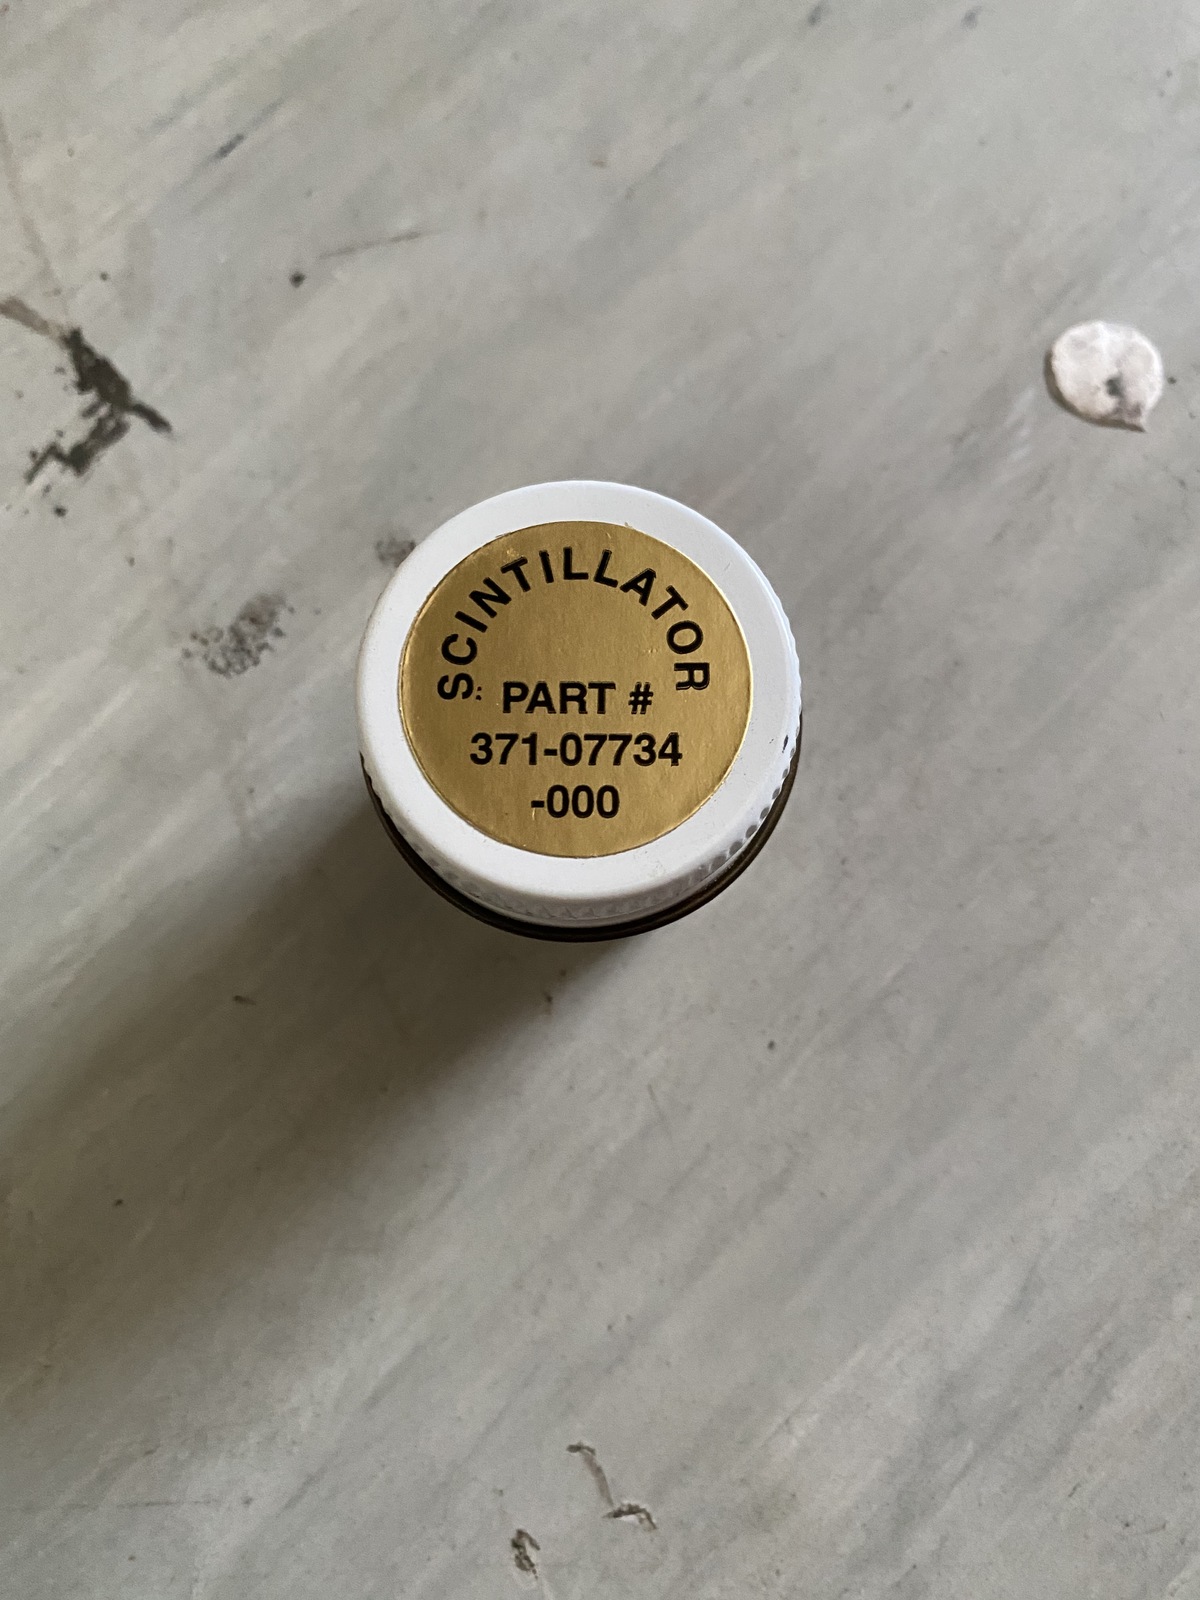 SCINTILLATOR
PART #
371-07734
-000